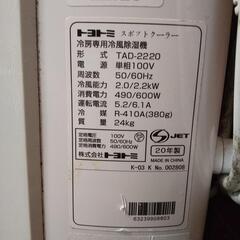 トヨトミ スポットクーラー
冷房専用冷風除湿機
形式 TAD-2220
電源 単相100V
周波数 50/60Hz
冷風能力 2.0/2.2kW
消費電力 490/600W
運転電流 5.2/6.1A
冷媒 R-410A(380g)
質量 24kg
定格電圧 100V
定格周波数 50/60Hz
定格消費電力 490/600W
PS E JET
20年製
株式会社トヨトミ MADE IN CHINA
K-03 K No.002808
63239908803